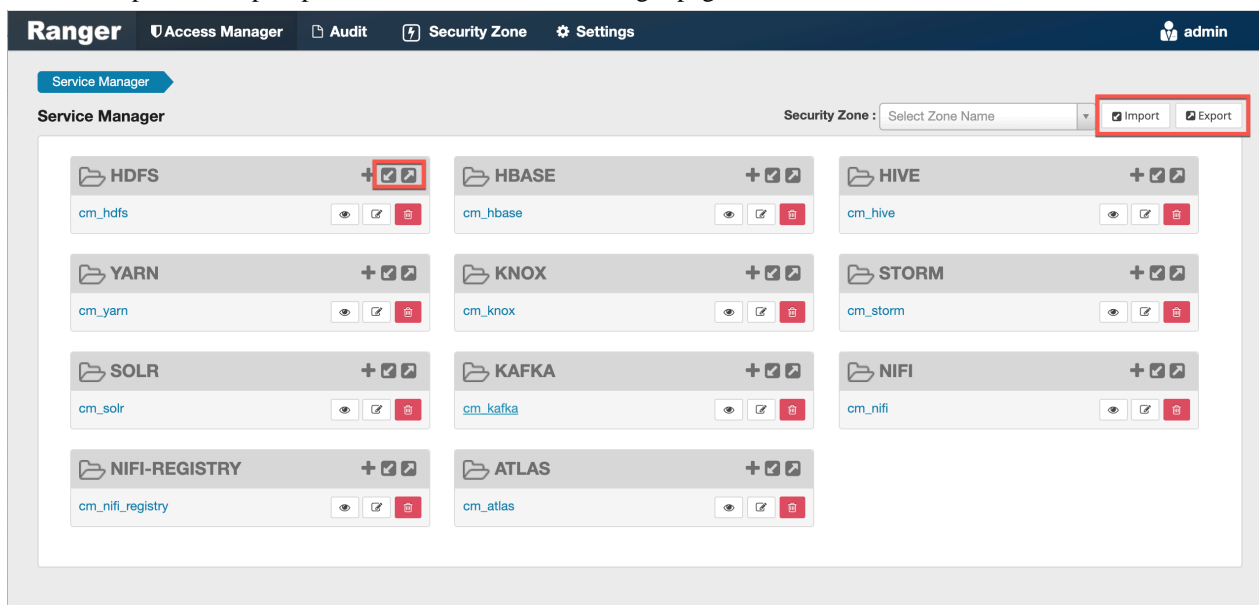 Ranger Access Manager Audit Security Zone Settings admin
Service Manager
Service Manager Security Zone : Select Zone Name Import Export
HDFS HBASE HIVE
cm_hdfs cm_hbase cm_hive
YARN KNOX STORM
cm_yarn cm_knox cm_storm
SOLR KAFKA NIFI
cm_solr cm_kafka cm_nifi
NIFI-REGISTRY ATLAS
cm_nifi_registry cm_atlas